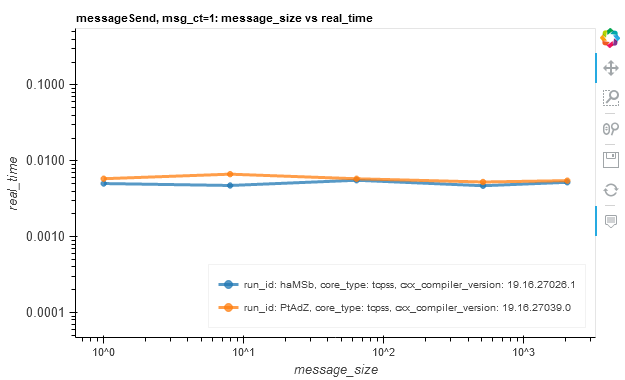 messageSend, msg_ct=1: message_size vs real_time
0.1000
0.0100
0.0010
0.0001
real_time
10^0
10^1
10^2
10^3
message_size
run_id: haMSb, core_type: tcpss, cxx_compiler_version: 19.16.27026.1
run_id: PtAdZ, core_type: tcpss, cxx_compiler_version: 19.16.27039.0